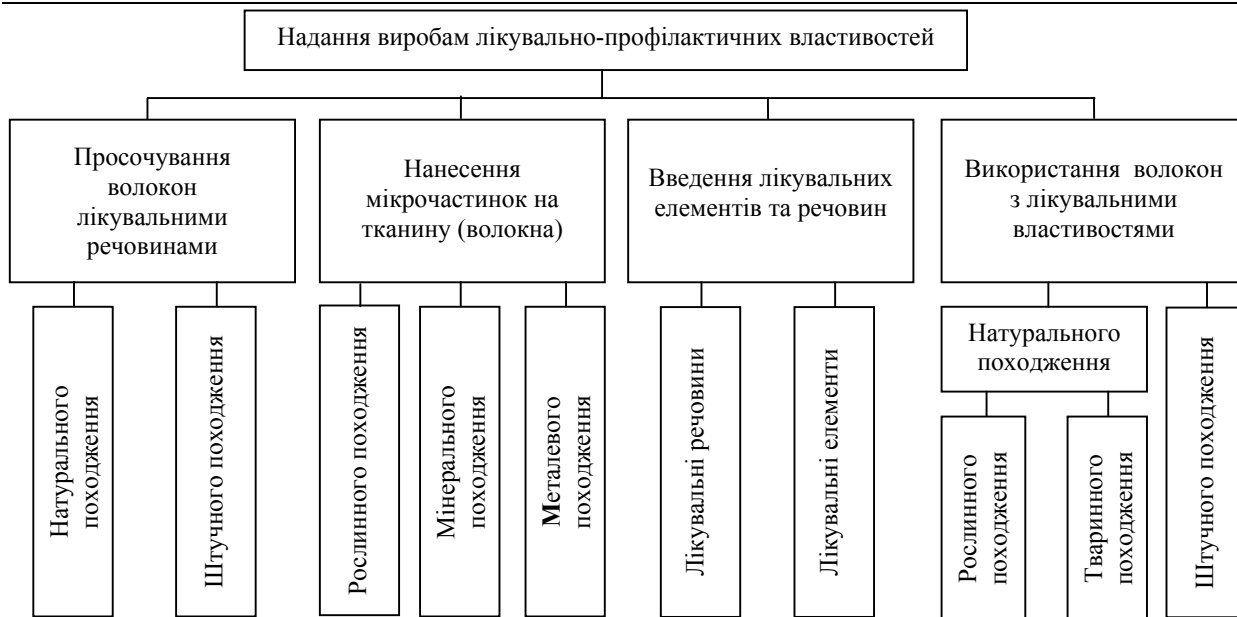 Надання виробам лікувально-профілактичних властивостей
Просочування
волокон
лікувальними
речовинами
Нанесення
мікрочастинок на
тканину (волокна)
Введення лікувальних
елементів та речовин
Використання волокон
з лікувальними
властивостями
Натурального
походження
Штучного походження
Рослинного походження
Мінерального
походження
Металевого
походження
Лікувальні речовини
Лікувальні елементи
Натурального
походження
Рослинного
походження
Тваринного
походження
Штучного походження